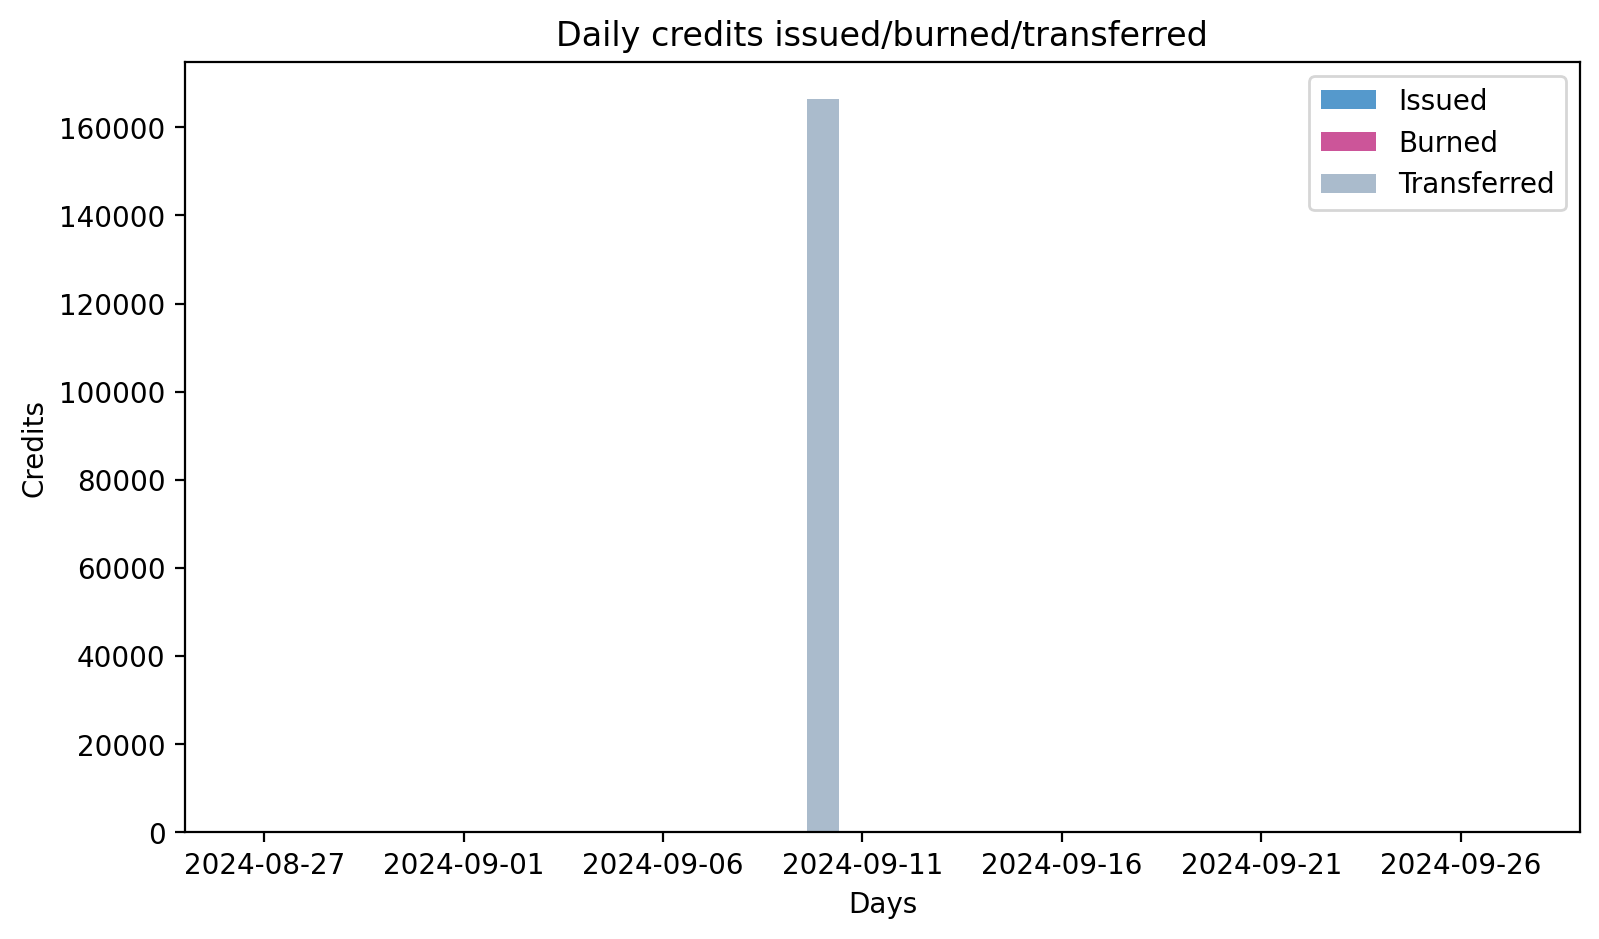 Daily credits issued/burned/transferred
Issued
Burned
Transferred
160000
140000
120000
100000
80000
60000
40000
20000
0
Credits
2024-08-27 2024-09-01 2024-09-06 2024-09-11 2024-09-16 2024-09-21 2024-09-26
Days